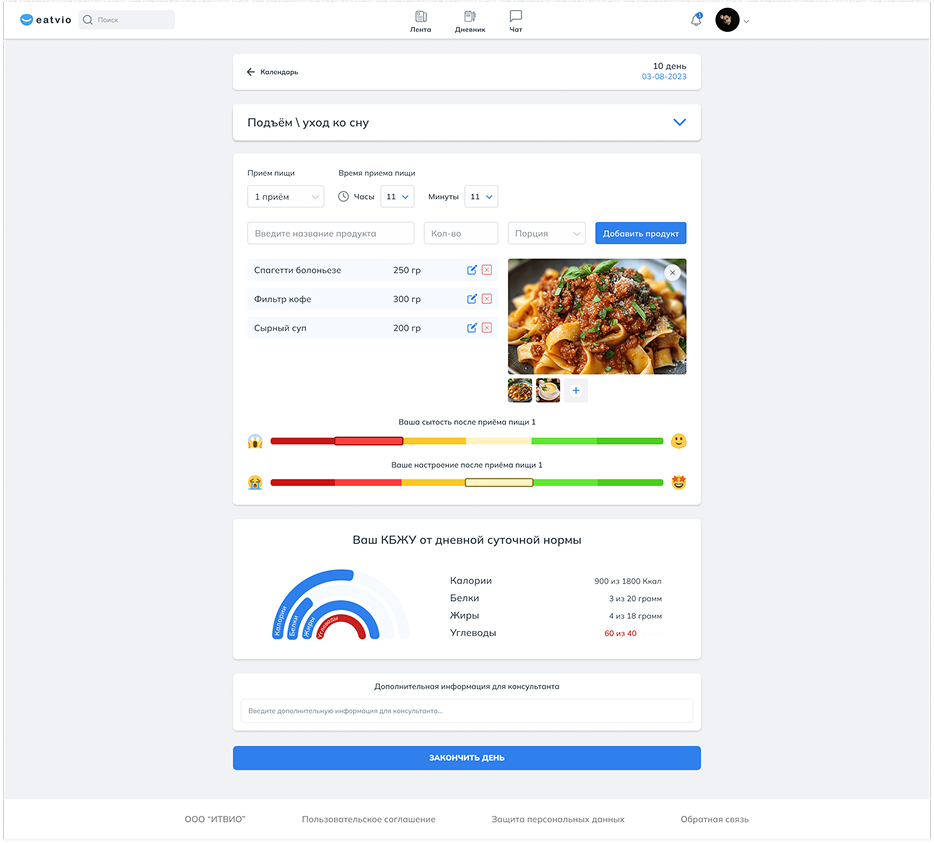 eatvio
Поиск
Лента
Дневник
Чат
1
Календарь
10 день
03-08-2023
Подъём \ уход ко сну
Прием пищи
Время приема пищи
1 приём
Часы
11
Минуты
11
Введите название продукта
Кол-во
Порция
Добавить продукт
Спагетти болоньезе 250 гр
Фильтр кофе 300 гр
Сырный суп 200 гр
Ваша сытость после приёма пищи 1
Ваше настроение после приёма пищи 1
Ваш КБЖУ от дневной суточной нормы
Калории
Белки
Жиры
Углеводы
Калории 900 из 1800 Ккал
Белки 3 из 20 грамм
Жиры 4 из 18 грамм
Углеводы 60 из 40
Дополнительная информация для консультанта
Введите дополнительную информация для консультанта...
ЗАКОНЧИТЬ ДЕНЬ
ООО “ИТВИО”
Пользовательское соглашение
Защита персональных данных
Обратная связь